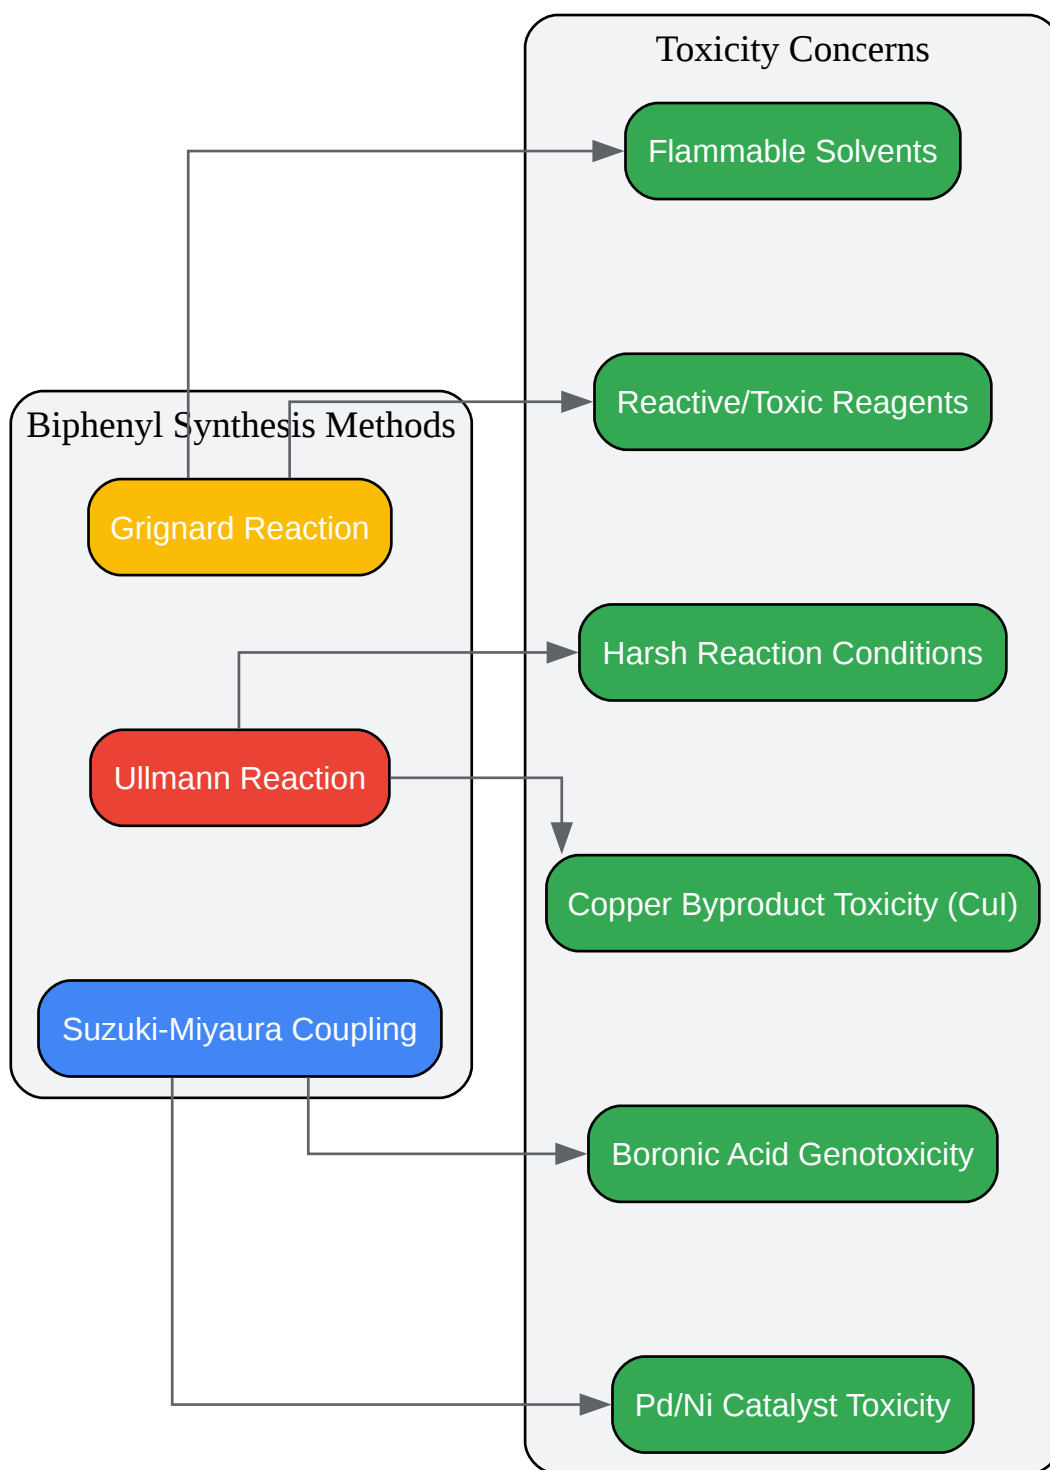 Toxicity Concerns
Flammable Solvents
Reactive/Toxic Reagents
Biphenyl Synthesis Methods
Grignard Reaction
Harsh Reaction Conditions
Ullmann Reaction
Copper Byproduct Toxicity (CuI)
Suzuki-Miyaura Coupling
Boronic Acid Genotoxicity
Pd/Ni Catalyst Toxicity